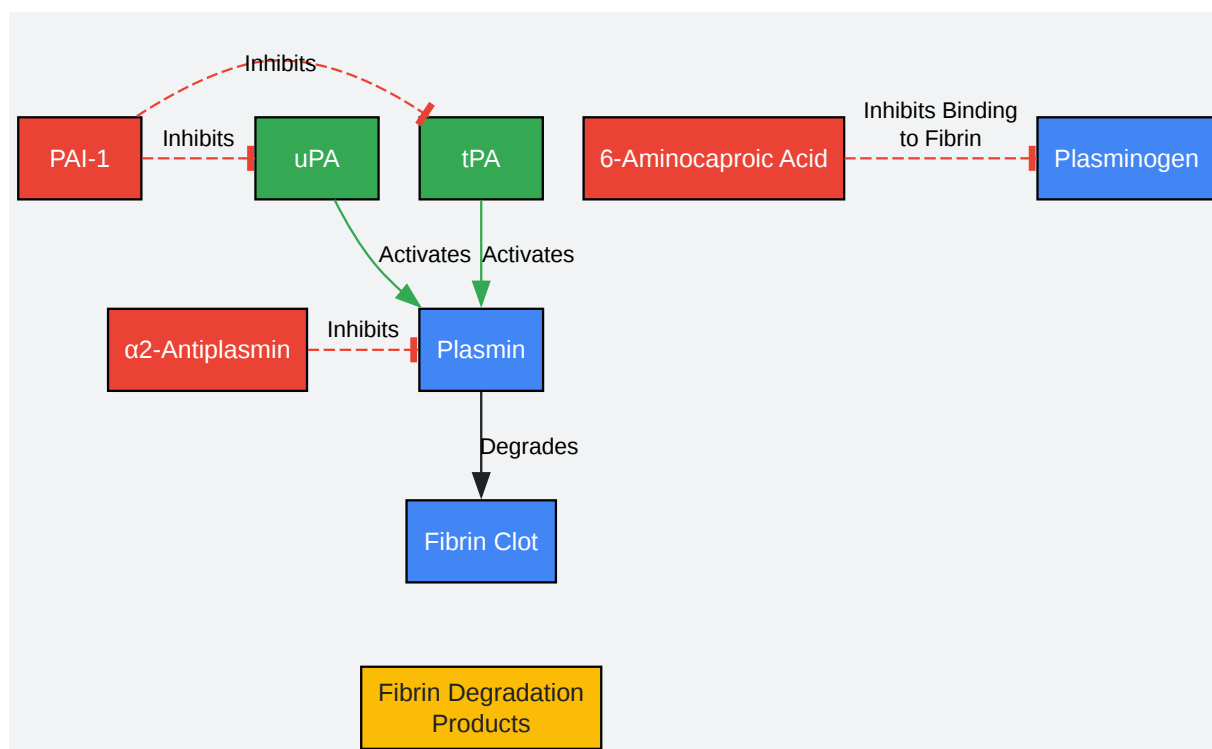 Inhibits
PAI-1
Inhibits
uPA
tPA
6-Aminocaproic Acid
Inhibits Binding
to Fibrin
Plasminogen
Activates
Activates
α2-Antiplasmin
Inhibits
Plasmin
Degrades
Fibrin Clot
Fibrin Degradation
Products